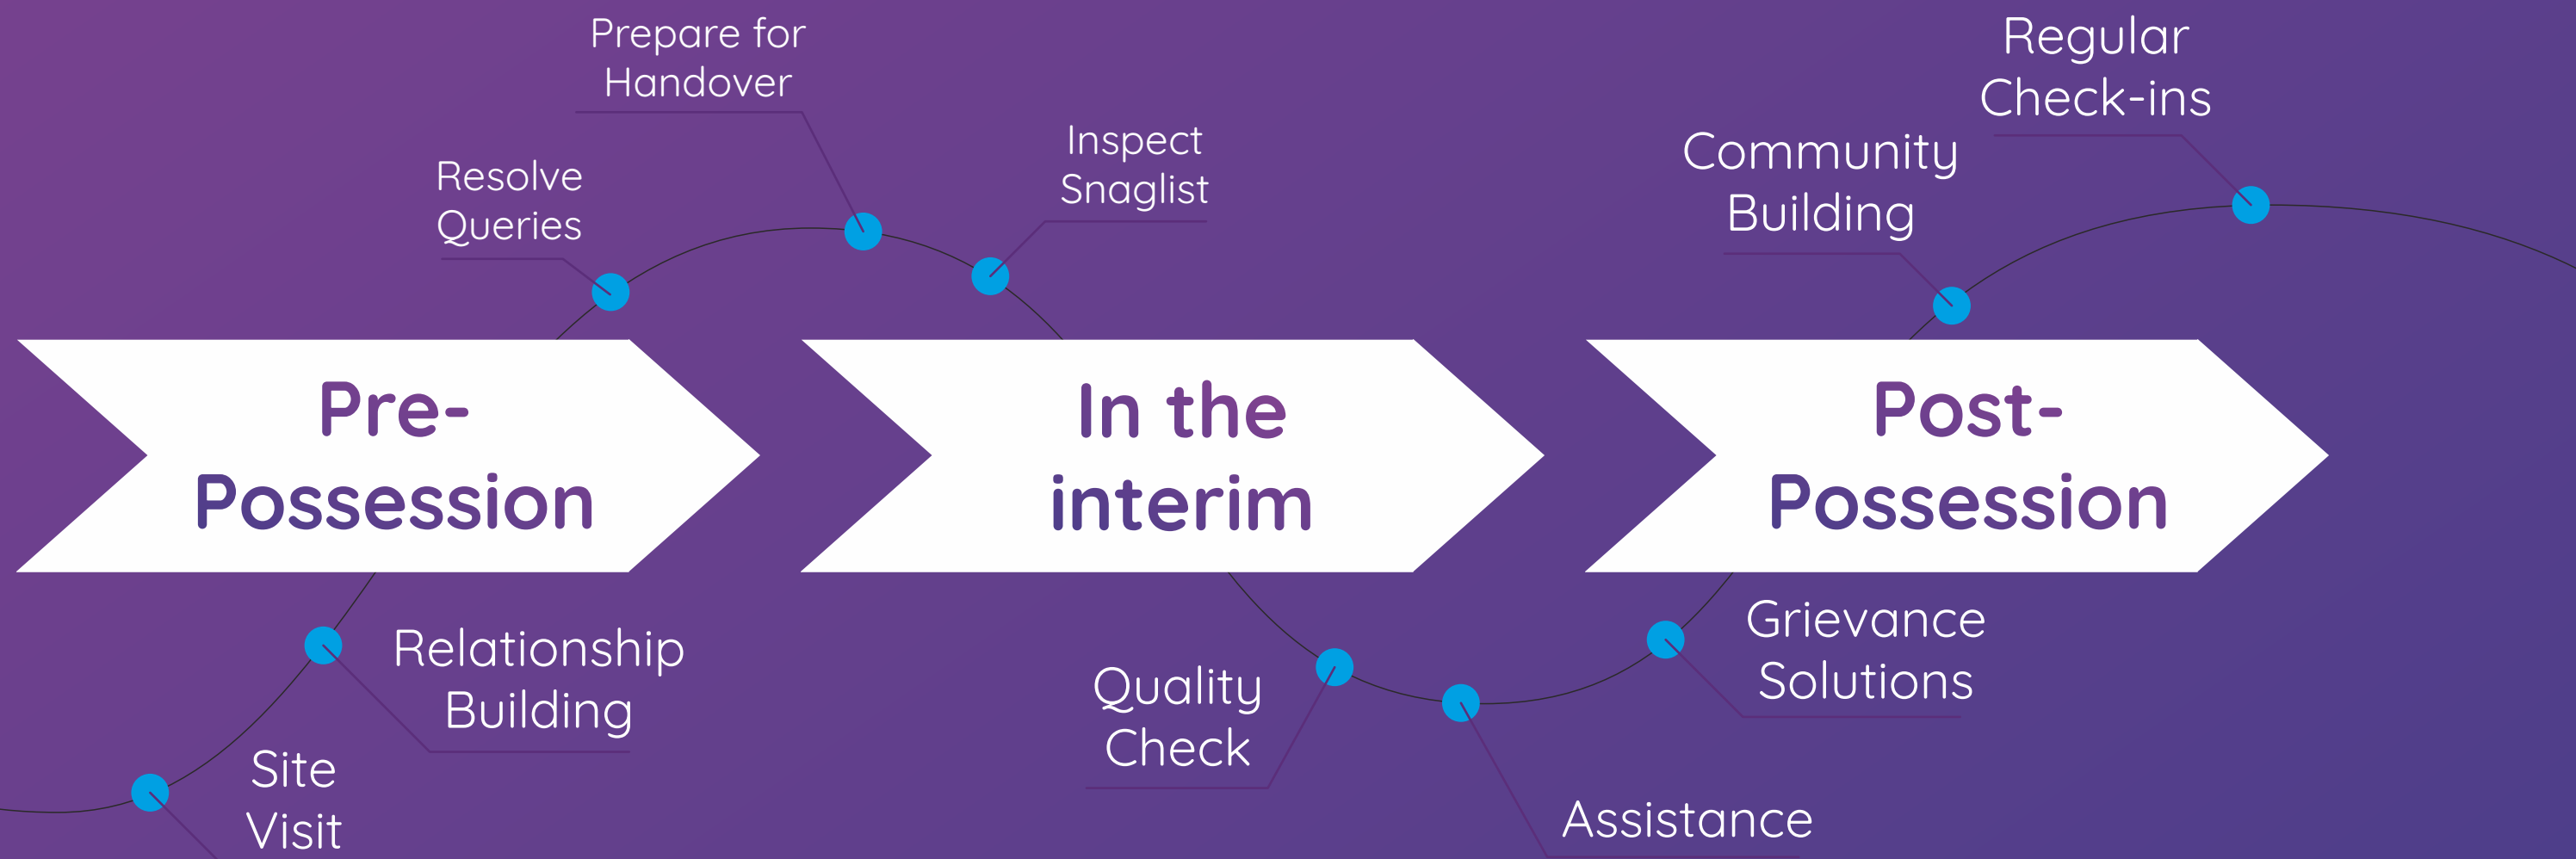 Prepare for
Handover
Regular
Check-ins
Inspect
Snaglist
Community
Building
Resolve
Queries
Pre-
Possession
In the
interim
Post-
Possession
Relationship
Building
Site
Visit
Quality
Check
Grievance
Solutions
Assistance